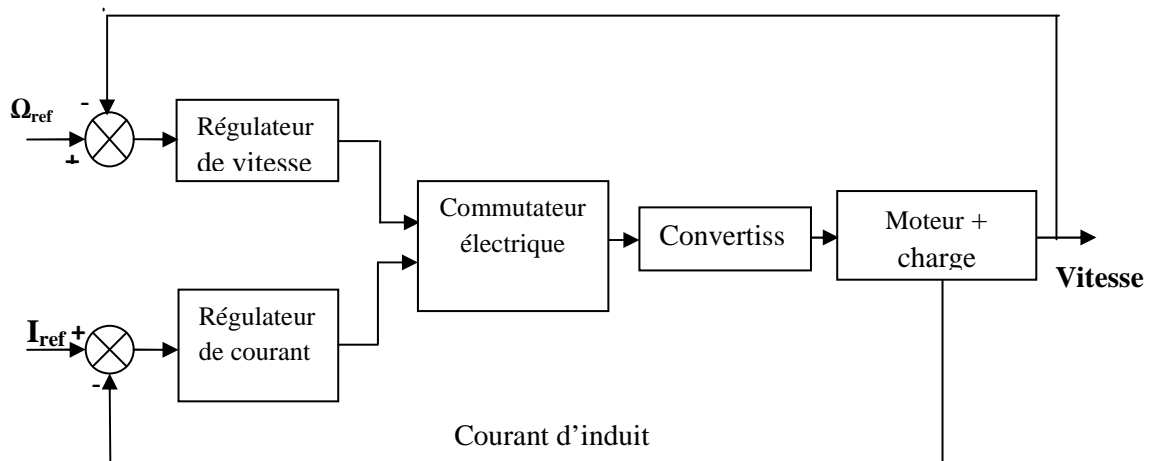 -
Ωref
+
Régulateur
de vitesse
Commutateur
électrique
Convertiss
Moteur +
charge
Vitesse
Iref +
-
Régulateur
de courant
Courant d’induit